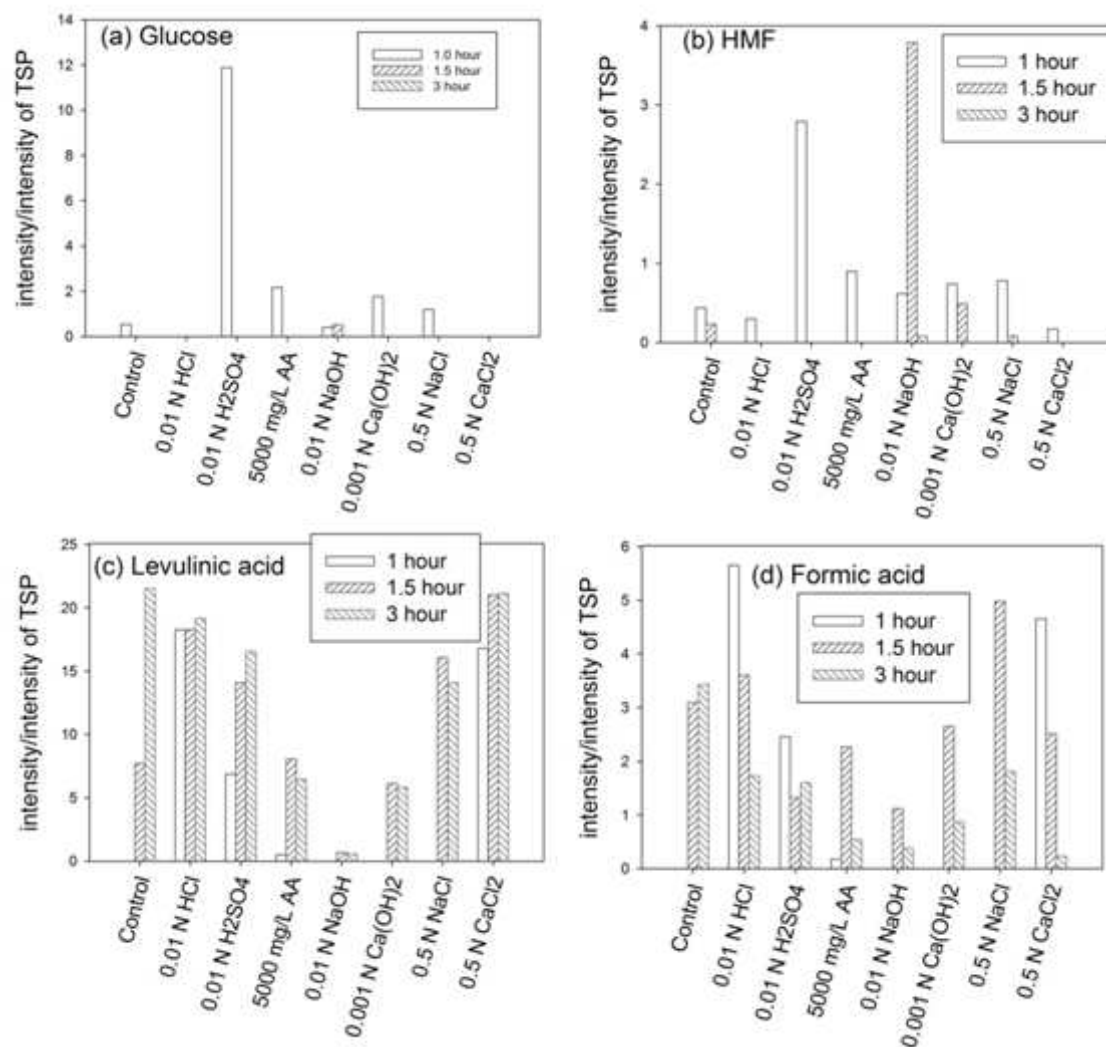 (a) Glucose
1.0 hour
1.5 hour
3 hour
intensity/intensity of TSP
14
12
10
8
6
4
2
0
Control
0.01 N HCl
0.01 N H2SO4
5000 mg/L AA
0.01 N NaOH
0.001 N Ca(OH)2
0.5 N NaCl
0.5 N CaCl2
(b) HMF
1 hour
1.5 hour
3 hour
intensity/intensity of TSP
4
3
2
1
0
Control
0.01 N HCl
0.01 N H2SO4
5000 mg/L AA
0.01 N NaOH
0.001 N Ca(OH)2
0.5 N NaCl
0.5 N CaCl2
(c) Levulinic acid
1 hour
1.5 hour
3 hour
intensity/intensity of TSP
25
20
15
10
5
0
Control
0.01 N HCl
0.01 N H2SO4
5000 mg/L AA
0.01 N NaOH
0.001 N Ca(OH)2
0.5 N NaCl
0.5 N CaCl2
(d) Formic acid
1 hour
1.5 hour
3 hour
intensity/intensity of TSP
6
5
4
3
2
1
0
Control
0.01 N HCl
0.01 N H2SO4
5000 mg/L AA
0.01 N NaOH
0.001 N Ca(OH)2
0.5 N NaCl
0.5 N CaCl2